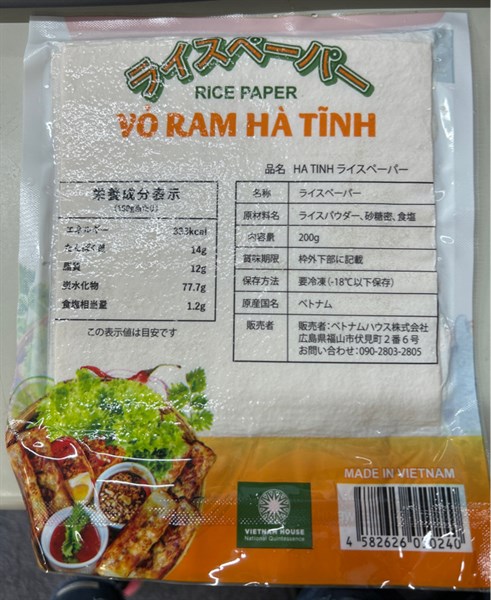 ライスペーパー
RICE PAPER
VỎ RAM HÀ TĨNH
品名 HA TINH ライスペーパー
栄養成分表示
エネルギー 333kcal
たんぱく質 14g
脂質 12g
炭水化物 77.7g
食塩相当量 1.2g
この表示値は目安です
名称 ライスペーパー
原材料名 ライスパウダー、砂糖密、食塩
内容量 200g
賞味期限 枠外下部に記載
保存方法 要冷凍(-18℃以下保存)
原産国名 ベトナム
販売者 販売者:ベトナムハウス株式会社
広島県福山市伏見町2番6号
お問い合わせ:090-2803-2805
MADE IN VIETNAM
VIETNAM HOUSE
National Quintessence
4 582626 020240